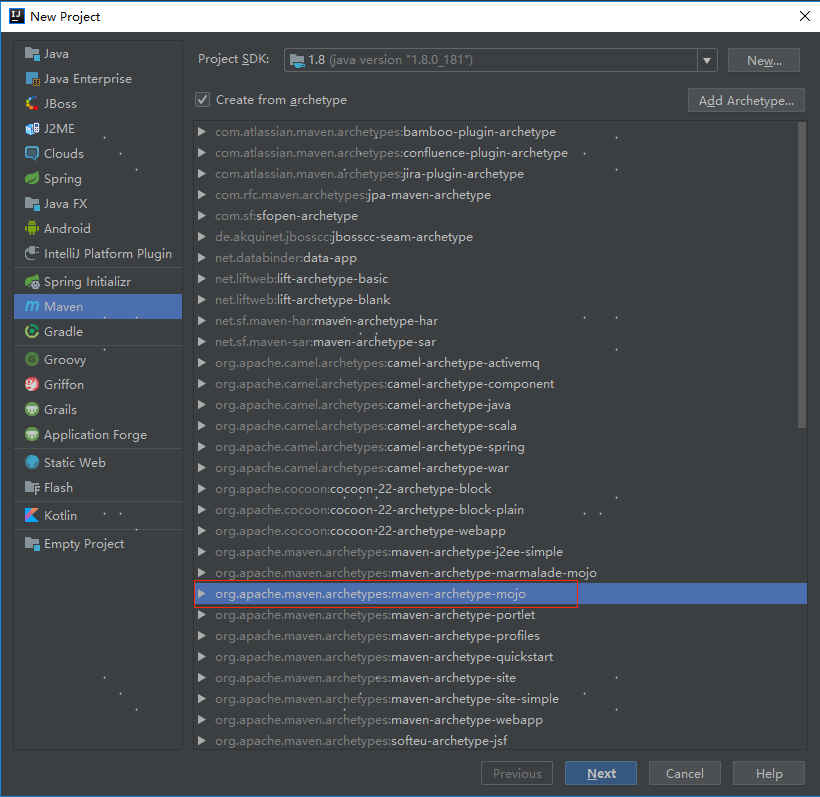 New Project
Java
Java Enterprise
JBoss
J2ME
Clouds
Spring
Java FX
Android
IntelliJ Platform Plugin
Spring Initializr
Maven
Gradle
Groovy
Griffon
Grails
Application Forge
Static Web
Flash
Kotlin
Empty Project
Project SDK:
1.8 (java version "1.8.0_181")
New...
Create from archetype
Add Archetype...
com.atlassian.maven.archetypes:bamboo-plugin-archetype
com.atlassian.maven.archetypes:confluence-plugin-archetype
com.atlassian.maven.archetypes:jira-plugin-archetype
com.rfc.maven.archetypes:jpa-maven-archetype
com.sf:sfopen-archetype
de.akquinet.jbosscc:jbosscc-seam-archetype
net.databinder:data-app
net.liftweb:lift-archetype-basic
net.liftweb:lift-archetype-blank
net.sf.maven-har:maven-archetype-har
net.sf.maven-sar:maven-archetype-sar
org.apache.camel.archetypes:camel-archetype-activemq
org.apache.camel.archetypes:camel-archetype-component
org.apache.camel.archetypes:camel-archetype-java
org.apache.camel.archetypes:camel-archetype-scala
org.apache.camel.archetypes:camel-archetype-spring
org.apache.camel.archetypes:camel-archetype-war
org.apache.cocoon:cocoon-22-archetype-block
org.apache.cocoon:cocoon-22-archetype-block-plain
org.apache.cocoon:cocoon-22-archetype-webapp
org.apache.maven.archetypes:maven-archetype-j2ee-simple
org.apache.maven.archetypes:maven-archetype-marmalade-mojo
org.apache.maven.archetypes:maven-archetype-mojo
org.apache.maven.archetypes:maven-archetype-portlet
org.apache.maven.archetypes:maven-archetype-profiles
org.apache.maven.archetypes:maven-archetype-quickstart
org.apache.maven.archetypes:maven-archetype-site
org.apache.maven.archetypes:maven-archetype-site-simple
org.apache.maven.archetypes:maven-archetype-webapp
org.apache.maven.archetypes:softeu-archetype-jsf
Previous
Next
Cancel
Help